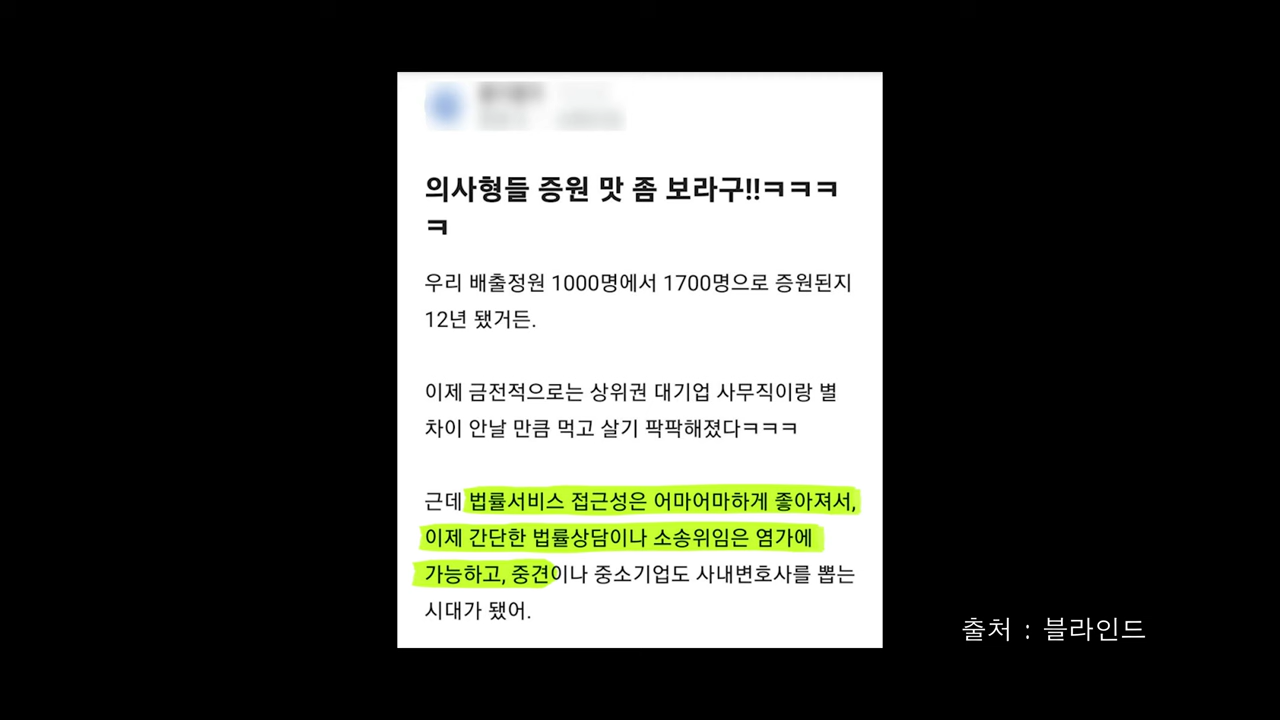 의사형들 증원 맛 좀 보라구!!ㅋㅋㅋ
ㅋ
우리 배출정원 1000명에서 1700명으로 증원된지
12년 됐거든.
이제 금전적으로는 상위권 대기업 사무직이랑 별
차이 안날 만큼 먹고 살기 팍팍해졌다ㅋㅋㅋ
근데 법률서비스 접근성은 어마어마하게 좋아져서,
이제 간단한 법률상담이나 소송위임은 염가에
가능하고, 중견이나 중소기업도 사내변호사를 뽑는
시대가 됐어.
출처 : 블라인드